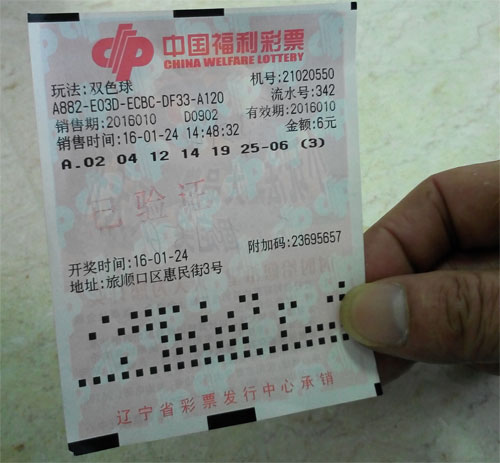 中国福利彩票
CHINA WELFARE LOTTERY
玩法:双色球 机号:21020550
A882-E03D-ECBC-DF33-A120 流水号:342
销售期:2016010 D0902 有效期:2016010
销售时间:16-01-24 14:48:32 金额:6元
A.02 04 12 14 19 25-06 (3)
已验证
开奖时间:16-01-24 附加码:23695657
地址:旅顺口区惠民街3号
辽宁省彩票发行中心承销